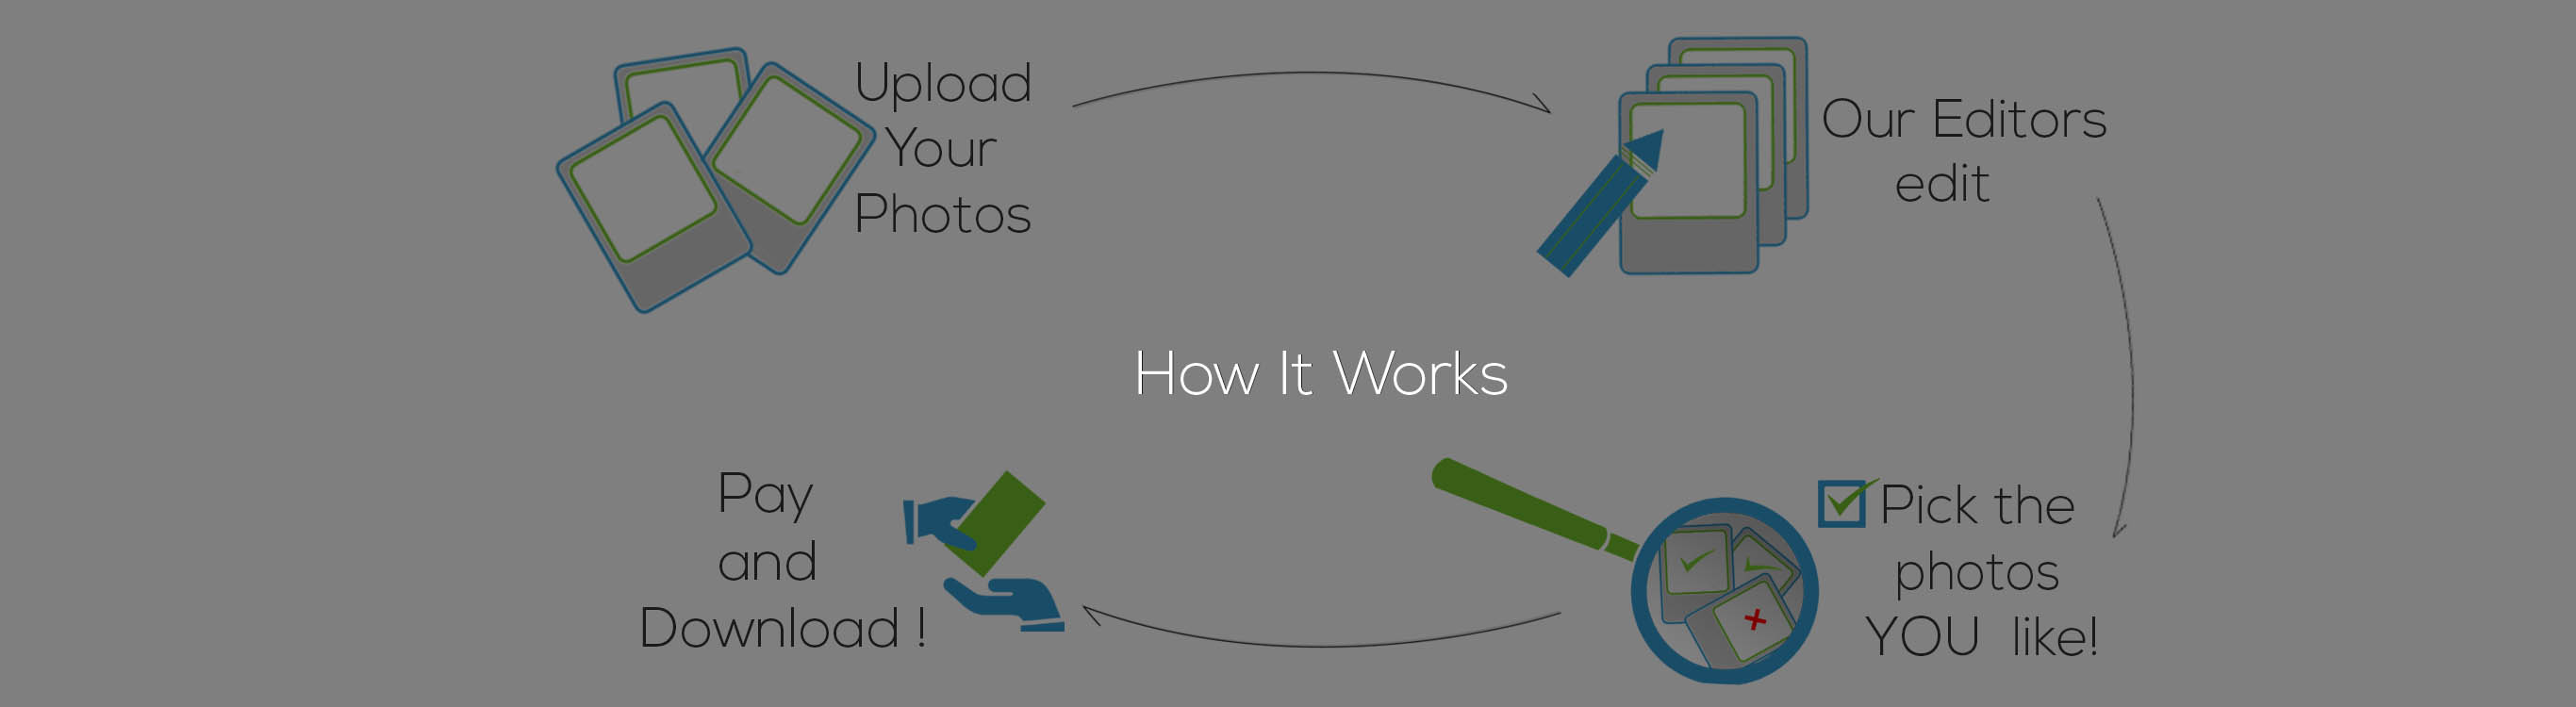 Upload
Your
Photos
Our Editors
edit
How It Works
Pick the
photos
YOU like!
Pay
and
Download !